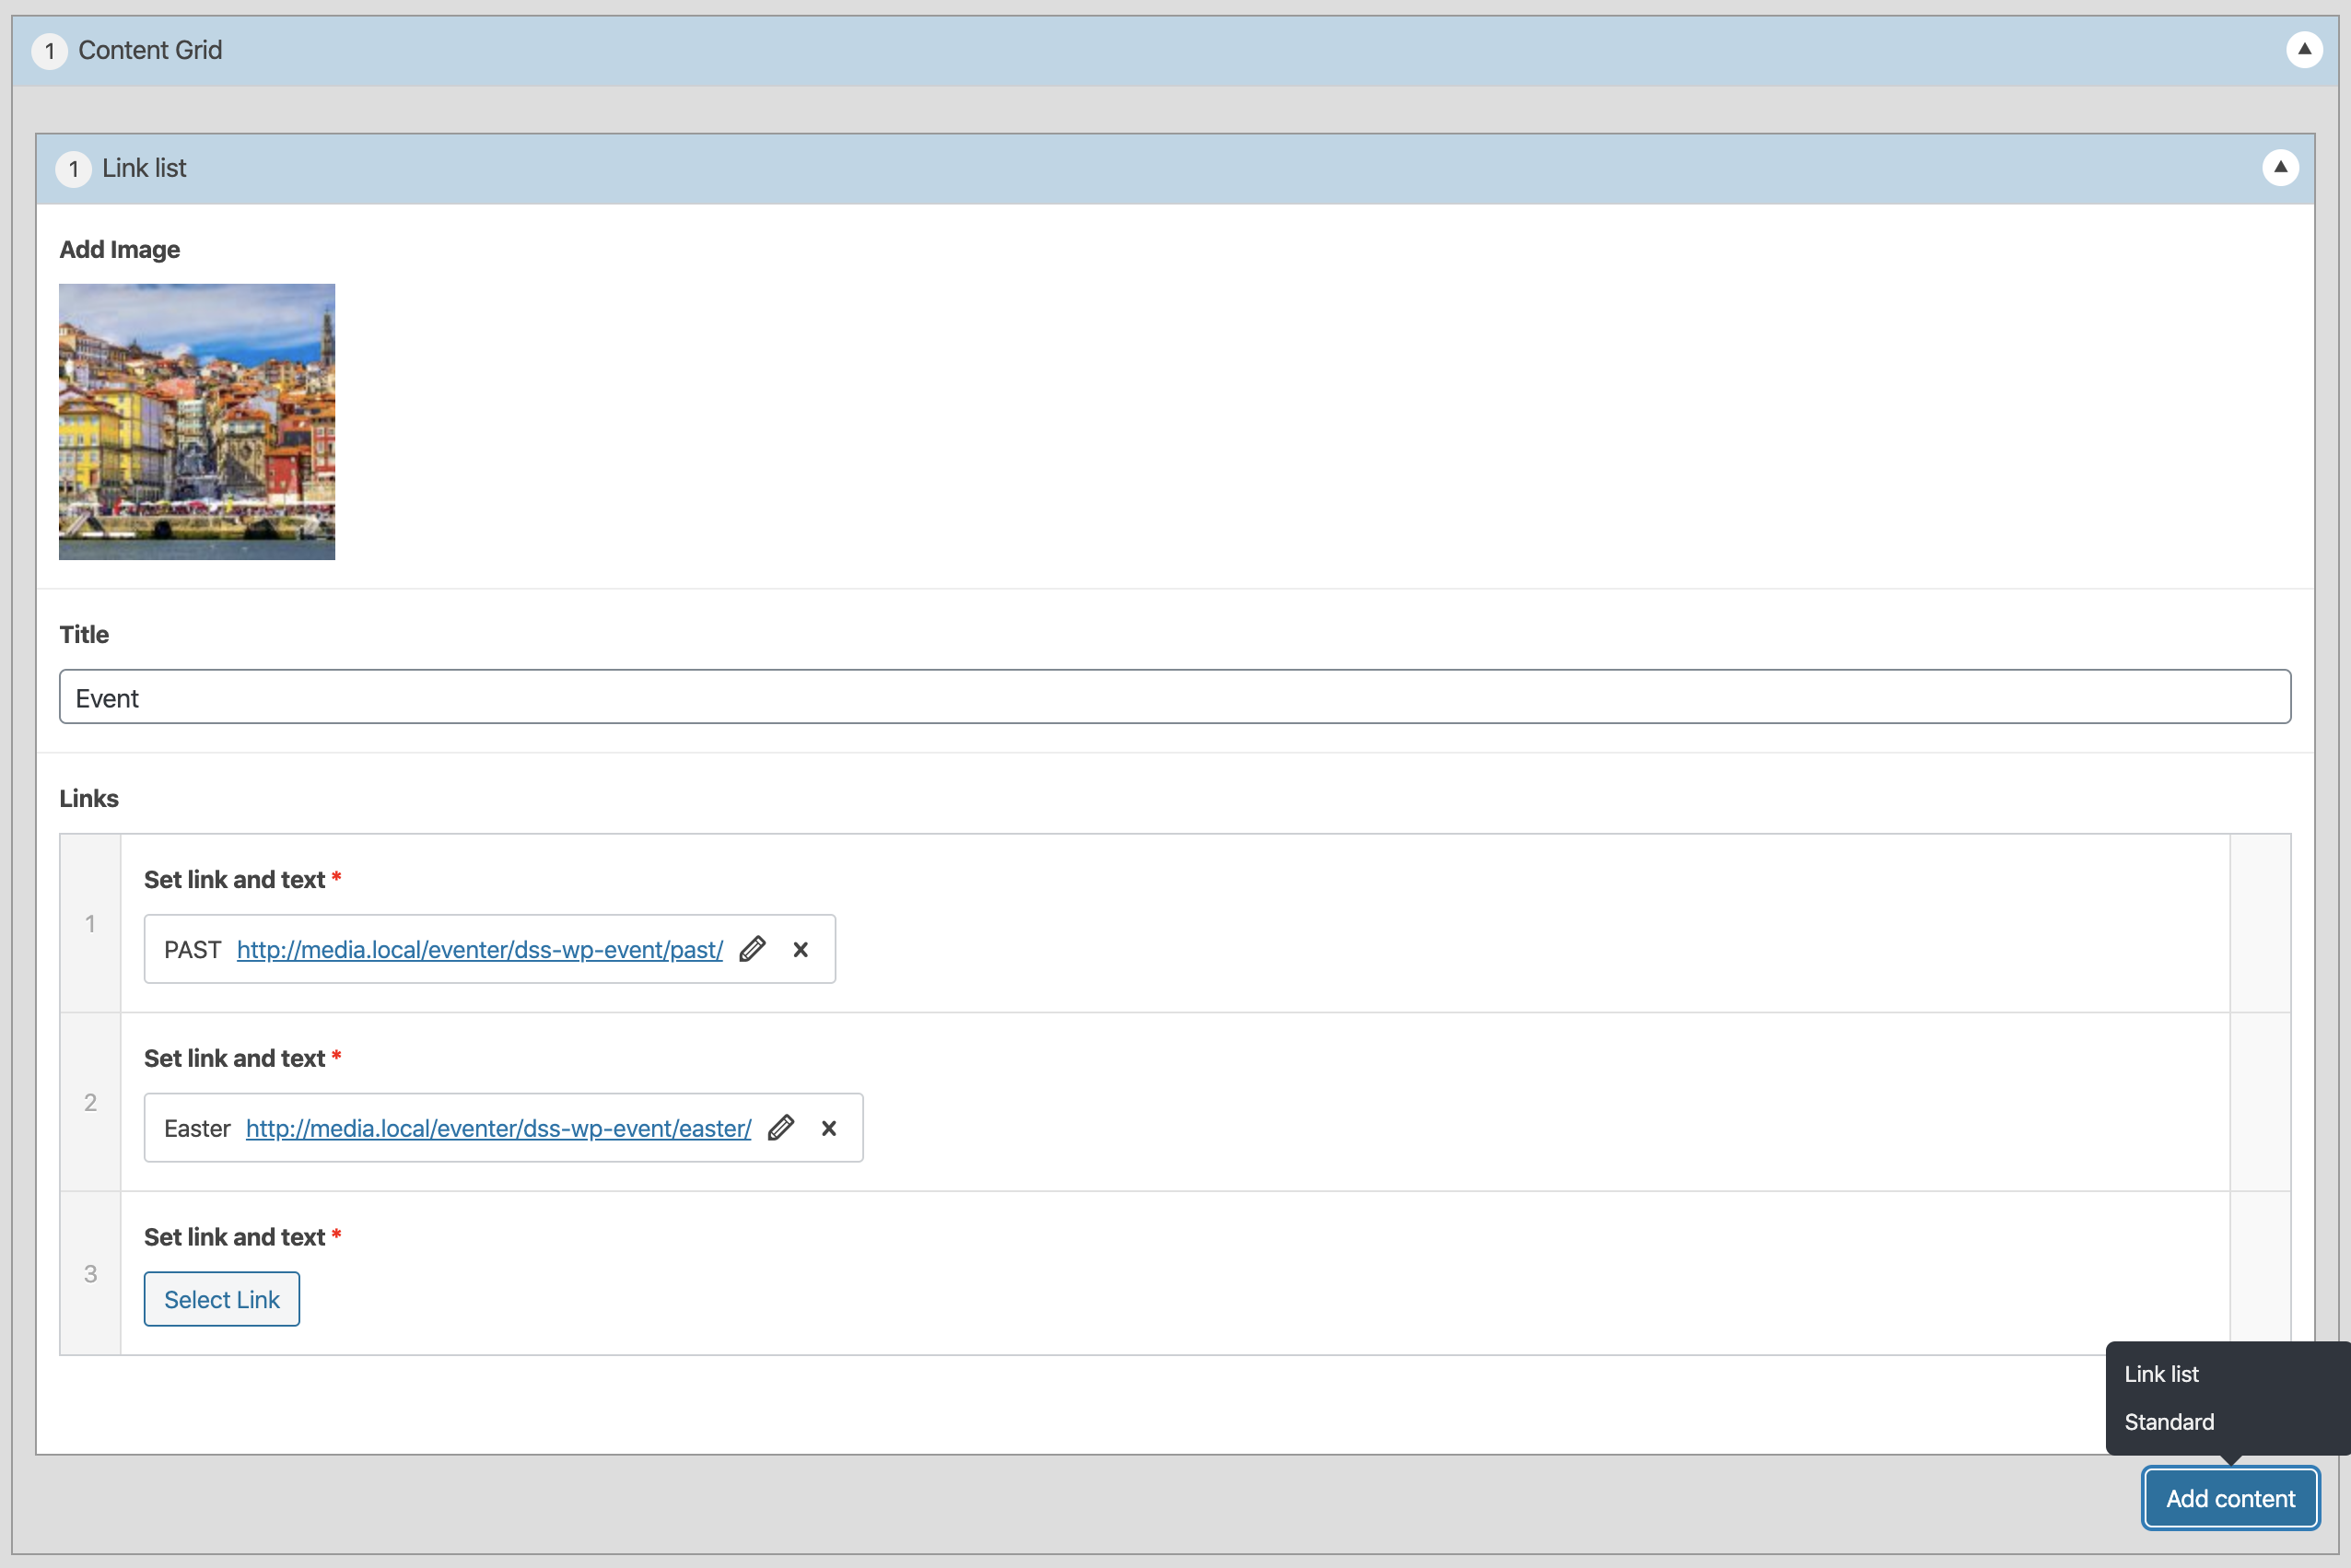 1 Content Grid
1 Link list
Add Image
Title
Event
Links
1
Set link and text *
PAST http://media.local/eventer/dss-wp-event/past/
2
Set link and text *
Easter http://media.local/eventer/dss-wp-event/easter/
3
Set link and text *
Select Link
Link list
Standard
Add content